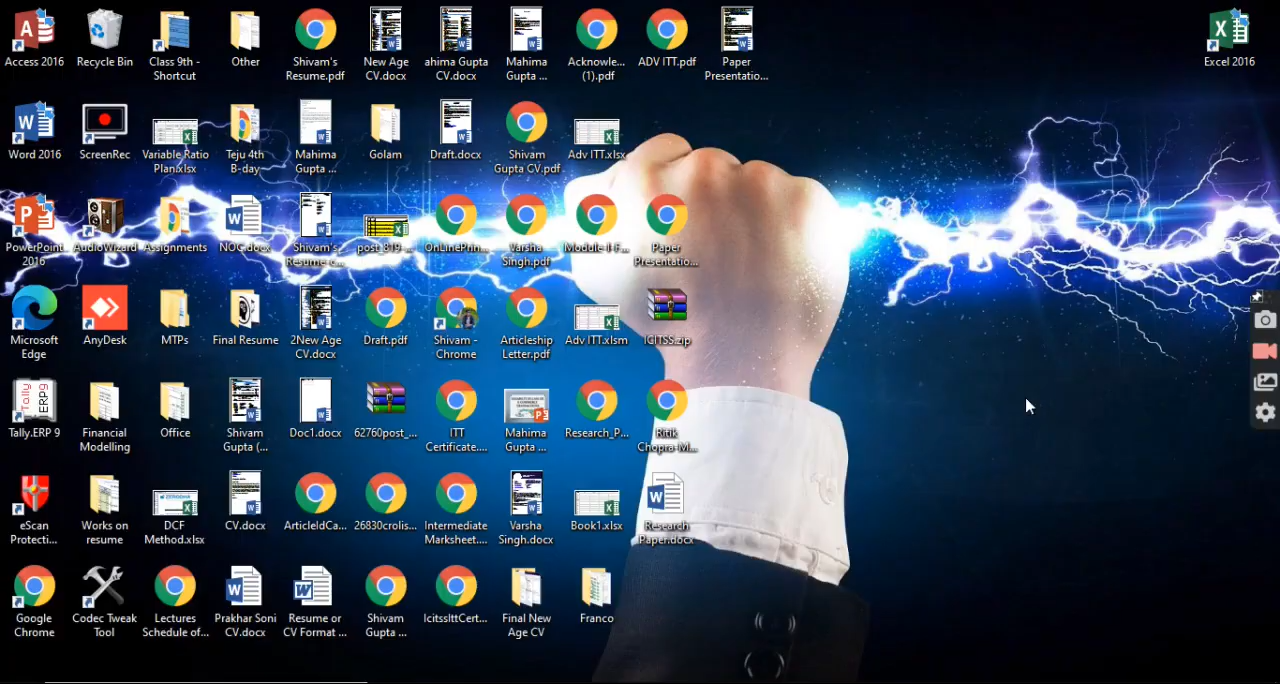 Access 2016
Recycle Bin
Class 9th -
Shortcut
Other
Shivam's
Resume.pdf
New Age
CV.docx
ahima Gupta
CV.docx
Mahima
Gupta ...
Acknowle...
(1).pdf
ADV ITT.pdf
Paper
Presentatio...
Excel 2016
Word 2016
ScreenRec
Variable Ratio
Plan.xlsx
Teju 4th
B-day
Mahima
Gupta ...
Golam
Draft.docx
Shivam
Gupta CV.pdf
Adv ITT.xlsx
PowerPoint
2016
AudioWizard
Assignments
NOC.docx
Shivam's
Resume-c...
post_819-...
OnLinePrin...
Varsha
Singh.pdf
Module-1-F...
Paper
Presentatio...
Microsoft
Edge
AnyDesk
MTPs
Final Resume
2New Age
CV.docx
Draft.pdf
Shivam -
Chrome
Articleship
Letter.pdf
Adv ITT.xlsm
ICITSS.zip
Tally.ERP 9
Financial
Modelling
Office
Shivam
Gupta (...
Doc1.docx
62760post_...
ITT
Certificate....
Mahima
Gupta ...
Research_P...
Ritik
Chopra-M...
eScan
Protecti...
Works on
resume
DCF
Method.xlsx
CV.docx
ArticleIdCa...
26830crolis...
Intermediate
Marksheet....
Varsha
Singh.docx
Book1.xlsx
Research
Paper.docx
Google
Chrome
Codec Tweak
Tool
Lectures
Schedule of...
Prakhar Soni
CV.docx
Resume or
CV Format ...
Shivam
Gupta ...
IcitssIttCert...
Final New
Age CV
Franco